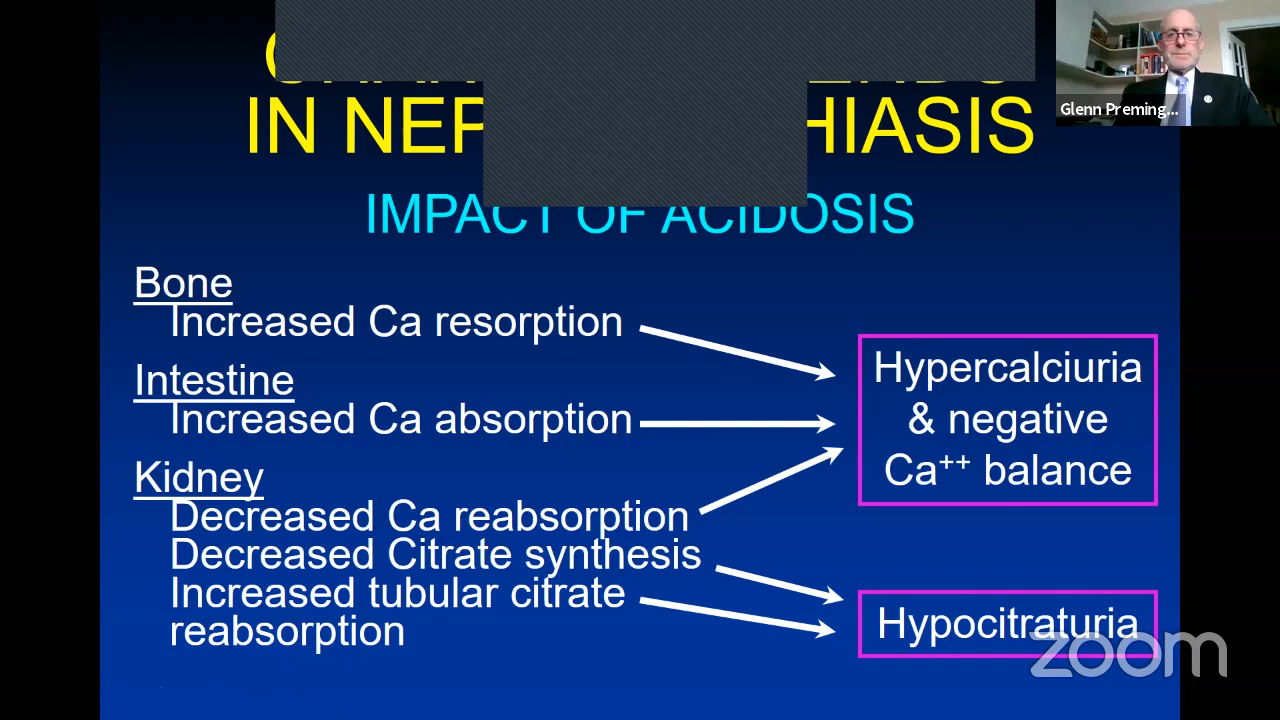 IN NEP HIASIS
IMPACT OF ACIDOSIS
Bone
Increased Ca resorption
Intestine
Increased Ca absorption
Kidney
Decreased Ca reabsorption
Decreased Citrate synthesis
Increased tubular citrate
reabsorption
Hypercalciuria
& negative
Ca⁺⁺ balance
Hypocitraturia
Glenn Preming...
zoom